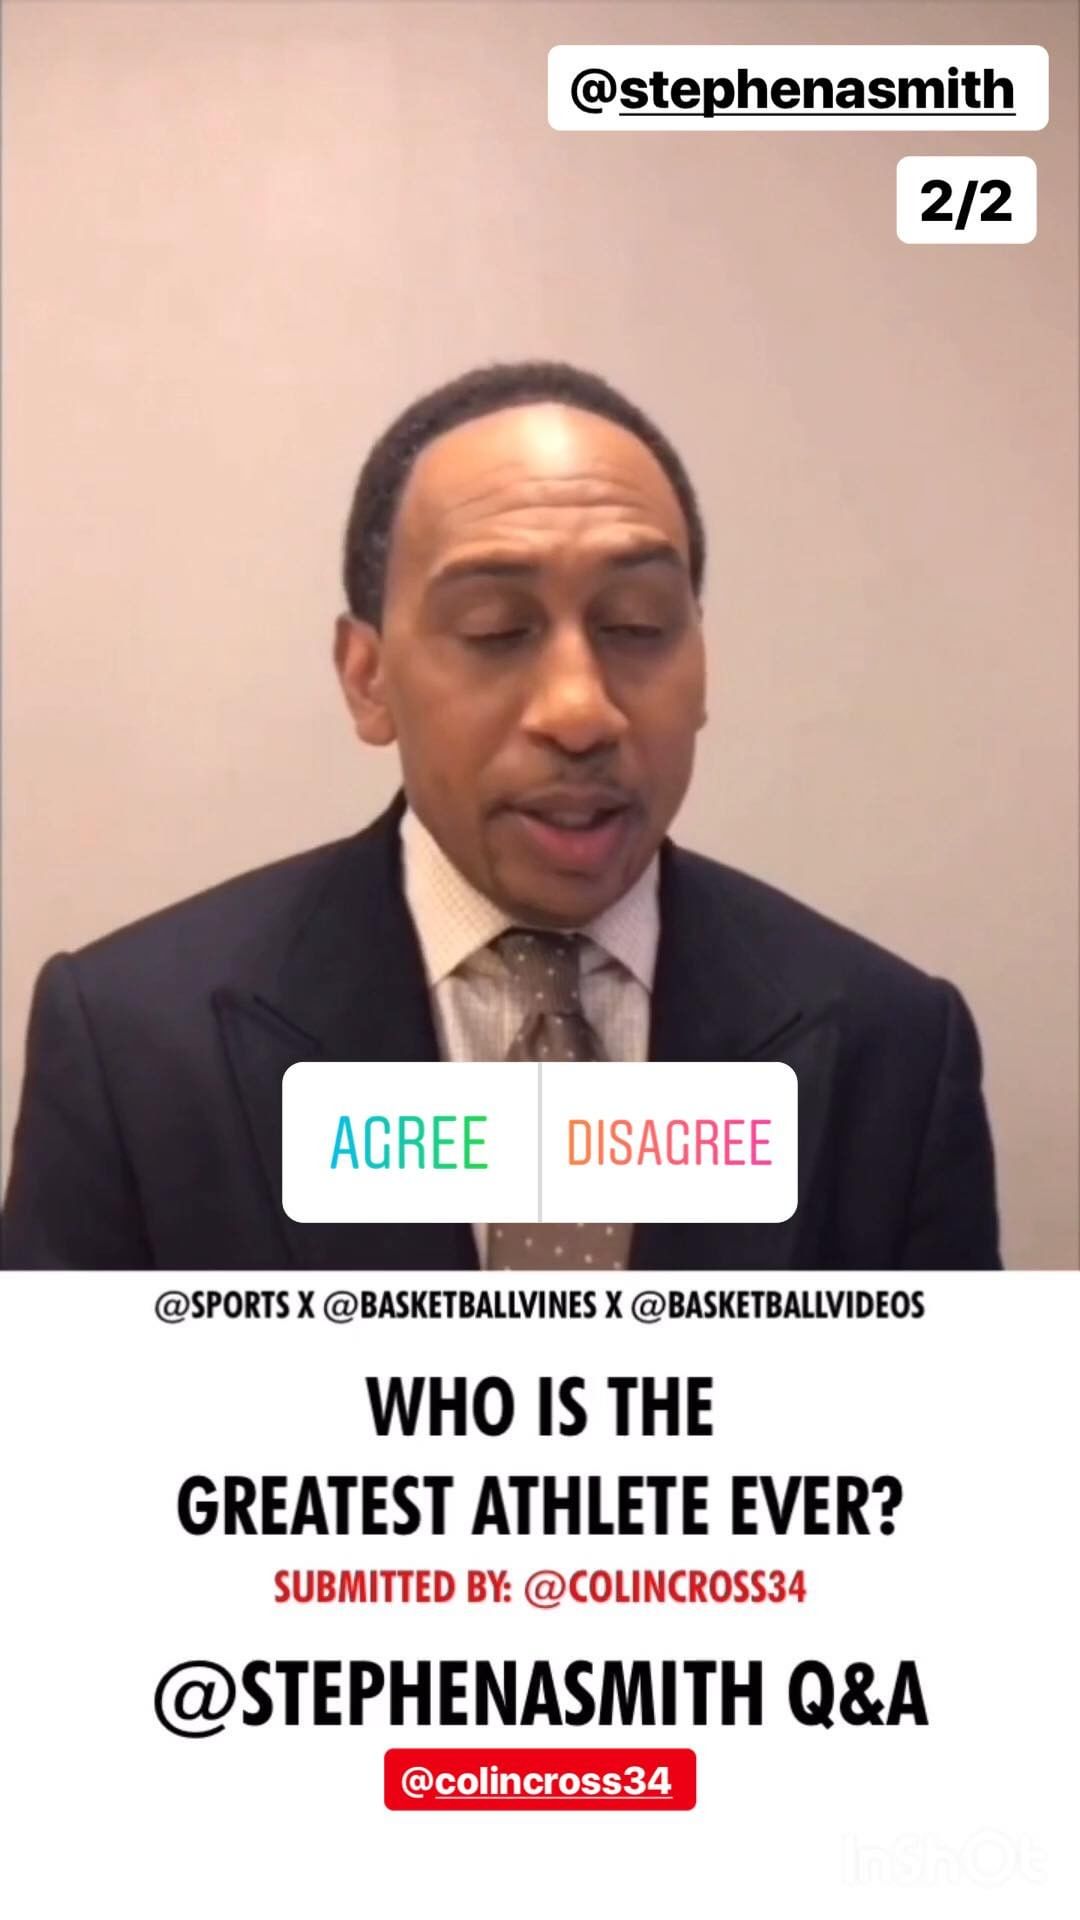 @stephenasmith
2/2
AGREE
DISAGREE
@SPORTS X @BASKETBALLVINES X @BASKETBALLVIDEOS
WHO IS THE
GREATEST ATHLETE EVER?
SUBMITTED BY: @COLINCROSS34
@STEPHENASMITH Q&A
@colincross34
InShOt